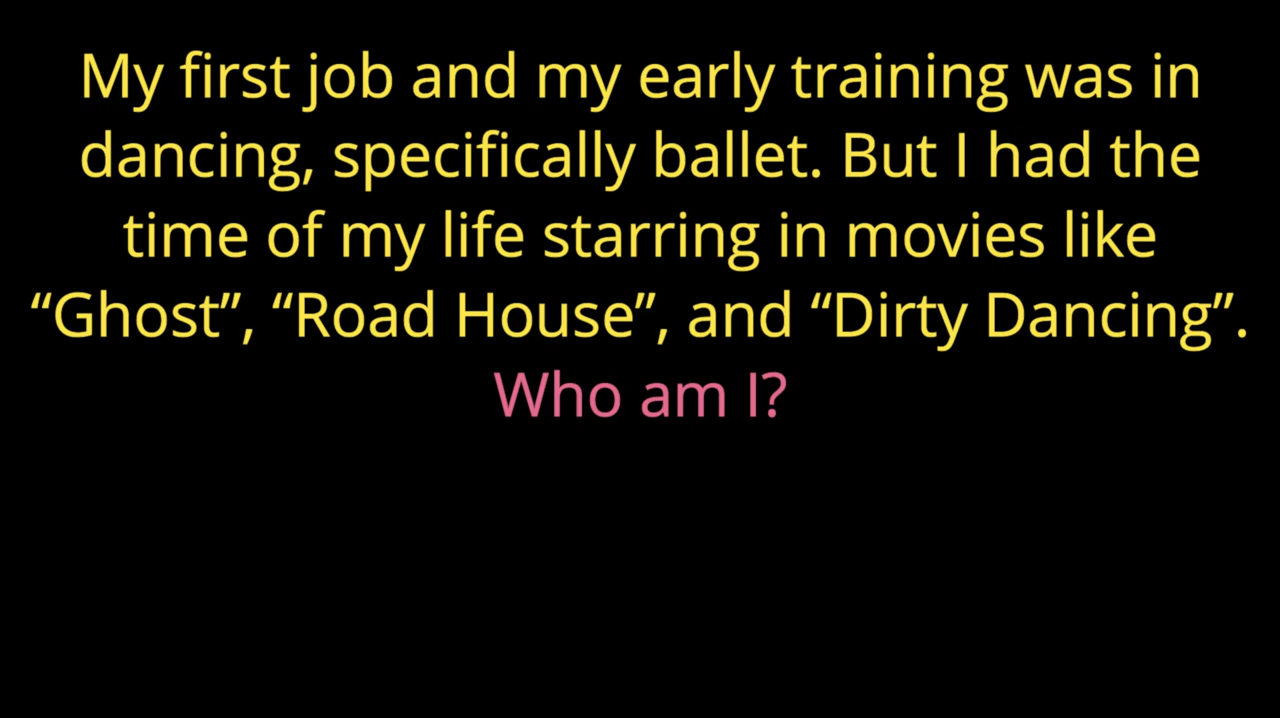 My first job and my early training was in
dancing, specifically ballet. But I had the
time of my life starring in movies like
“Ghost”, “Road House”, and “Dirty Dancing”.
Who am I?